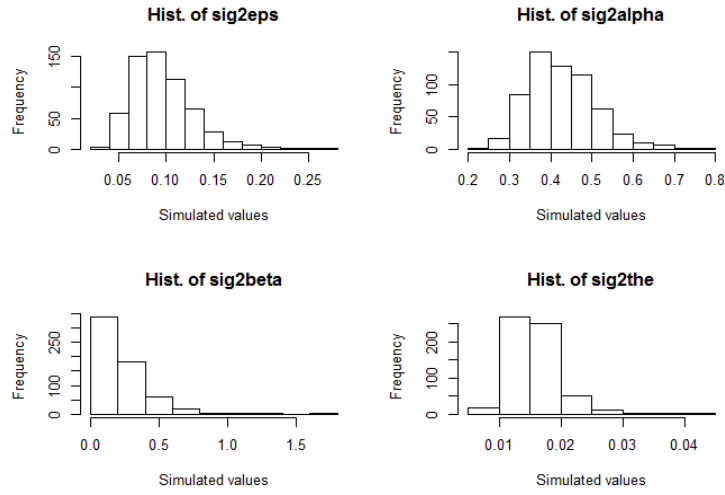 Hist. of sig2eps
Frequency
0 50 150
0.05 0.10 0.15 0.20 0.25
Simulated values
Hist. of sig2alpha
Frequency
0 50 100
0.2 0.3 0.4 0.5 0.6 0.7 0.8
Simulated values
Hist. of sig2beta
Frequency
0 100 250
0.0 0.5 1.0 1.5
Simulated values
Hist. of sig2the
Frequency
0 100 200
0.01 0.02 0.03 0.04
Simulated values